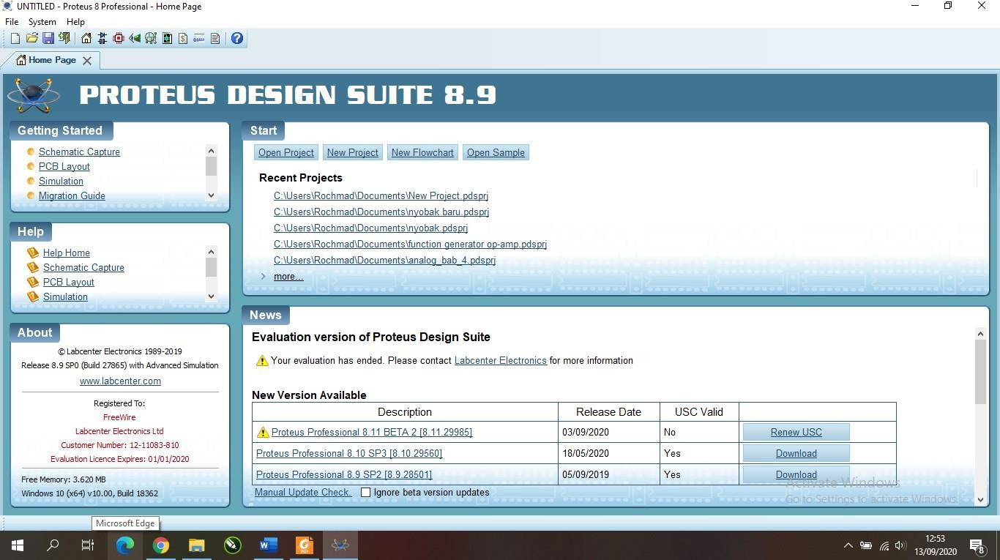 UNTITLED - Proteus 8 Professional - Home Page
File System Help
Home Page
PROTEUS DESIGN SUITE 8.9
Getting Started
Schematic Capture
PCB Layout
Simulation
Migration Guide
Help
Help Home
Schematic Capture
PCB Layout
Simulation
About
© Labcenter Electronics 1989-2019
Release 8.9 SP0 (Build 27865) with Advanced Simulation
www.labcenter.com
Registered To:
FreeWire
Labcenter Electronics Ltd
Customer Number: 12-11083-810
Evaluation Licence Expires: 01/01/2020
Free Memory: 3.620 MB
Windows 10 (x64) v10.00, Build 18362
Start
Open Project New Project New Flowchart Open Sample
Recent Projects
C:\Users\Rochmad\Documents\New Project.pdsprj
C:\Users\Rochmad\Documents\nyobak baru.pdsprj
C:\Users\Rochmad\Documents\nyobak.pdsprj
C:\Users\Rochmad\Documents\function generator op-amp.pdsprj
C:\Users\Rochmad\Documents\analog_bab_4.pdsprj
more...
News
Evaluation version of Proteus Design Suite
Your evaluation has ended. Please contact Labcenter Electronics for more information
New Version Available
Description Release Date USC Valid
Proteus Professional 8.11 BETA 2 [8.11.29985] 03/09/2020 No Renew USC
Proteus Professional 8.10 SP3 [8.10.29560] 18/05/2020 Yes Download
Proteus Professional 8.9 SP2 [8.9.28501] 05/09/2019 Yes Download
Manual Update Check. Ignore beta version updates
Activate Windows
Go to Settings to activate Windows.
Microsoft Edge
12:53
13/09/2020
8